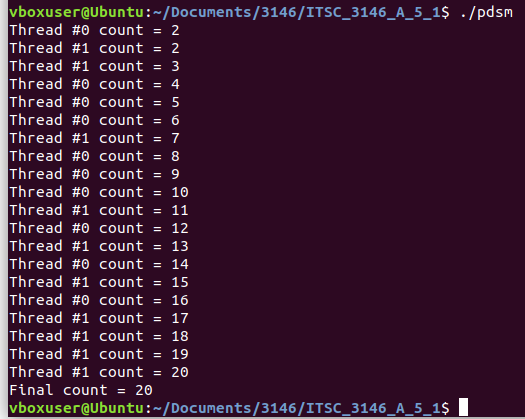 vboxuser@Ubuntu:~/Documents/3146/ITSC_3146_A_5_1$ ./pdsm
Thread #0 count = 2
Thread #1 count = 2
Thread #1 count = 3
Thread #0 count = 4
Thread #0 count = 5
Thread #0 count = 6
Thread #1 count = 7
Thread #0 count = 8
Thread #0 count = 9
Thread #0 count = 10
Thread #1 count = 11
Thread #0 count = 12
Thread #1 count = 13
Thread #0 count = 14
Thread #1 count = 15
Thread #0 count = 16
Thread #1 count = 17
Thread #1 count = 18
Thread #1 count = 19
Thread #1 count = 20
Final count = 20
vboxuser@Ubuntu:~/Documents/3146/ITSC_3146_A_5_1$